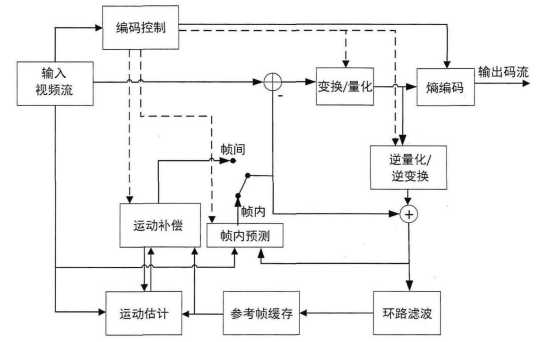 编码控制
输入
视频流
变换/量化
熵编码
输出码流
-
帧间
逆量化/
逆变换
帧内
+
运动补偿
帧内预测
运动估计
参考帧缓存
环路滤波